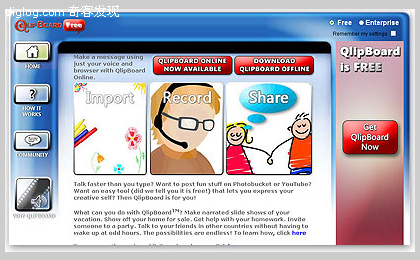 diglog.com 奇客发现
QlipBoard Free
Free Enterprise
Remember my settings
Make a message using
just your voice and
browser with QlipBoard
Online.
QLIPBOARD ONLINE
NOW AVAILABLE
DOWNLOAD
QLIPBOARD OFFLINE
QlipBoard
is FREE
HOME
HOW IT
WORKS
COMMUNITY
WHY QLIPBOARD
Import
Record
Share
Get
QlipBoard
Now
Talk faster than you type? Want to post fun stuff on Photobucket or YouTube?
Want an easy tool (did we tell you it is free!) that lets you express your
creative self? Then QlipBoard is for you!
What can you do with QlipBoard™? Make narrated slide shows of your
vacation. Show off your home for sale. Get help with your homework. Invite
someone to a party. Talk to your friends in other countries without having to
wake up at odd hours. The possiblities are endless! To learn how, click here